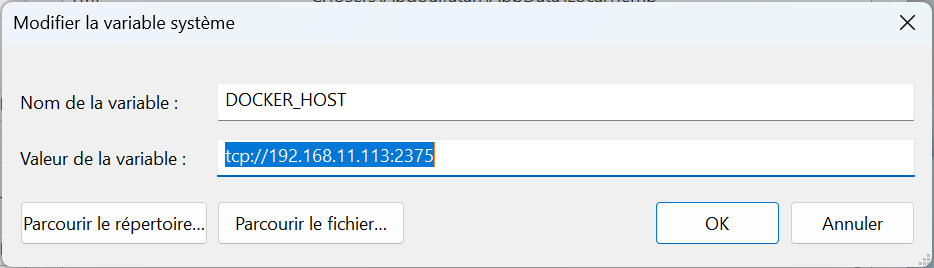 Modifier la variable système
Nom de la variable :
DOCKER_HOST
Valeur de la variable :
tcp://192.168.11.113:2375
Parcourir le répertoire...
Parcourir le fichier...
OK
Annuler